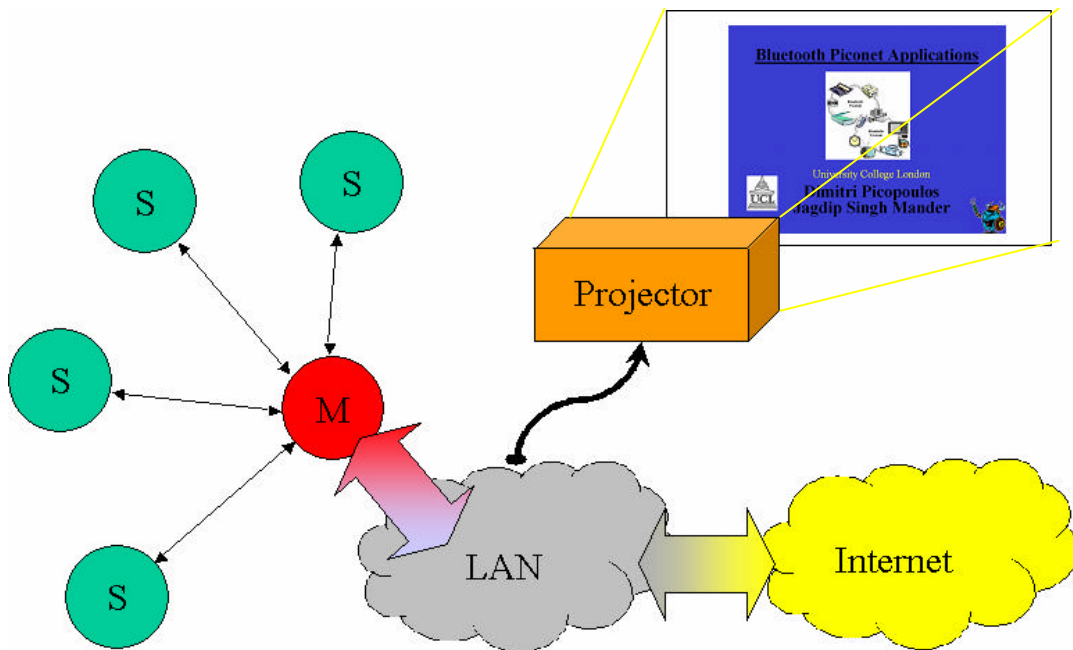 Bluetooth Piconet Applications
University College London
Dimitri Picopoulos
Jagdip Singh Mander
UCL
S
S
S
S
M
Projector
LAN
Internet